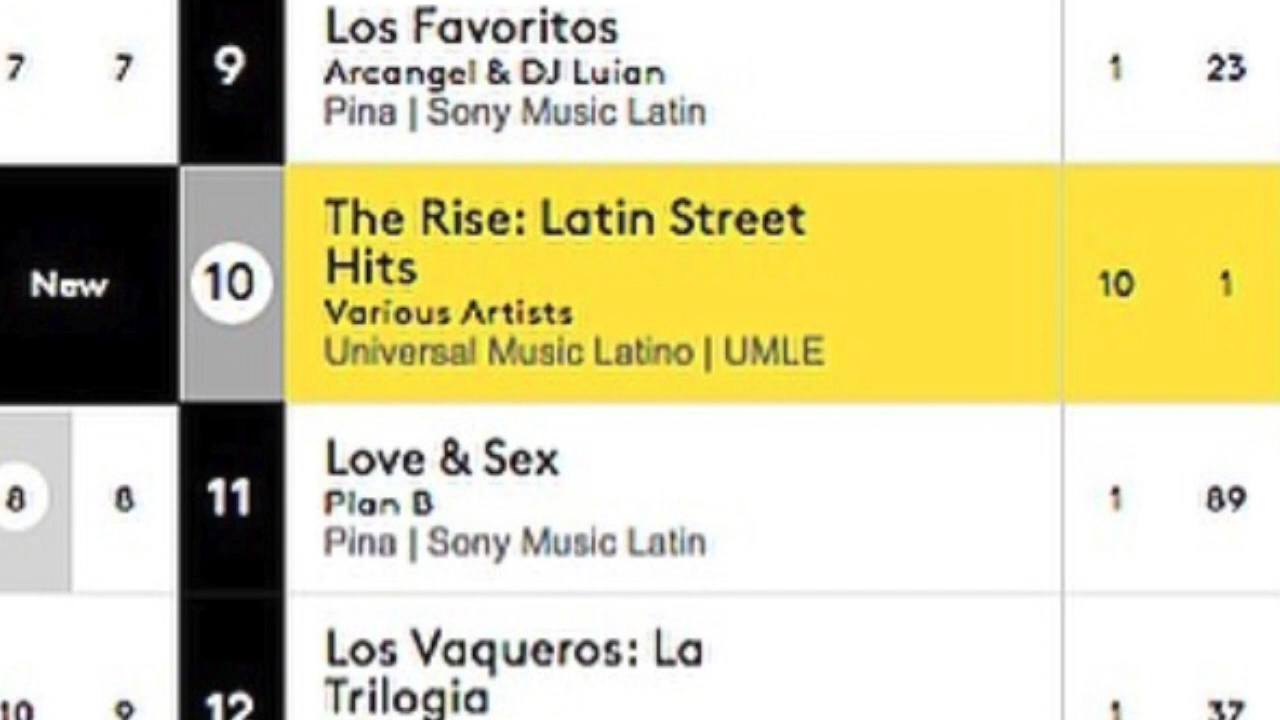 7 7 9 Los Favoritos 1 23
Arcangel & DJ Luian
Pina | Sony Music Latin
New 10 The Rise: Latin Street 10 1
Hits
Various Artists
Universal Music Latino | UMLE
8 8 11 Love & Sex 1 89
Plan B
Pina | Sony Music Latin
10 9 12 Los Vaqueros: La 1 37
Trilogia